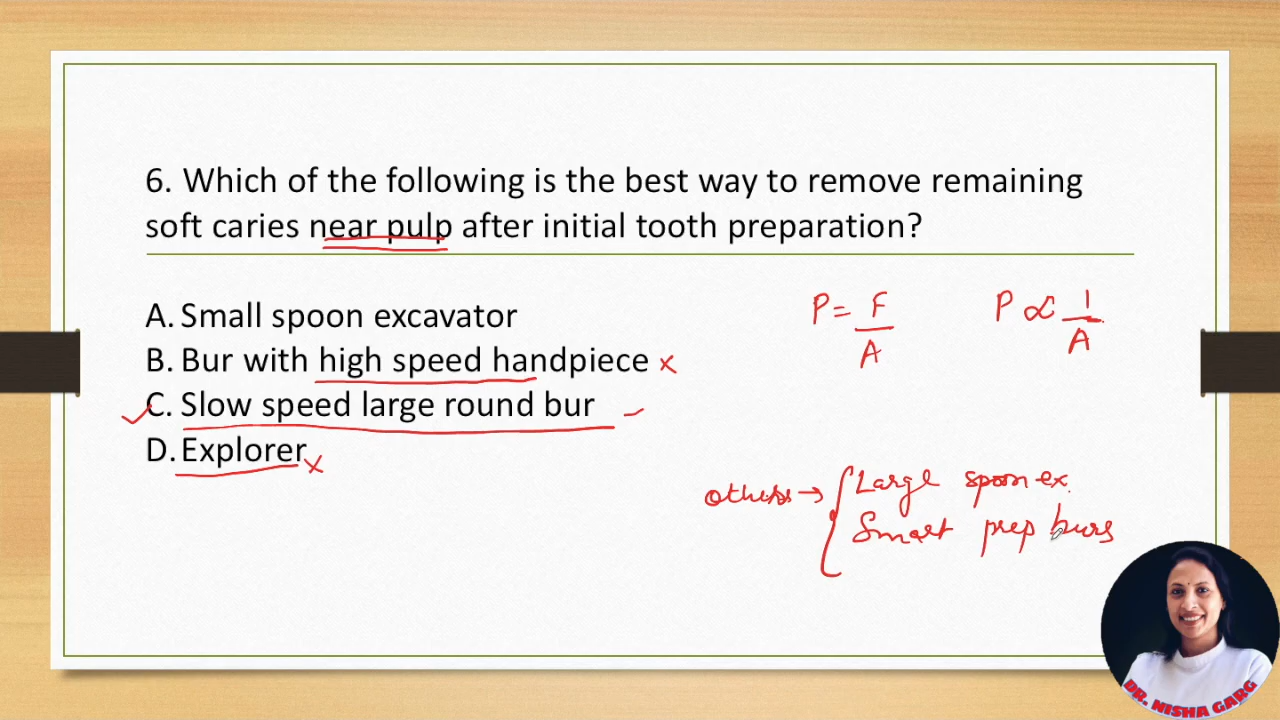 6. Which of the following is the best way to remove remaining
soft caries near pulp after initial tooth preparation?
A. Small spoon excavator
B. Bur with high speed handpiece x
C. Slow speed large round bur
D. Explorer x
P = F/A
P ∝ 1/A
others → { Large spoon ex.
Smart prep burs
DR. NISHA GARG